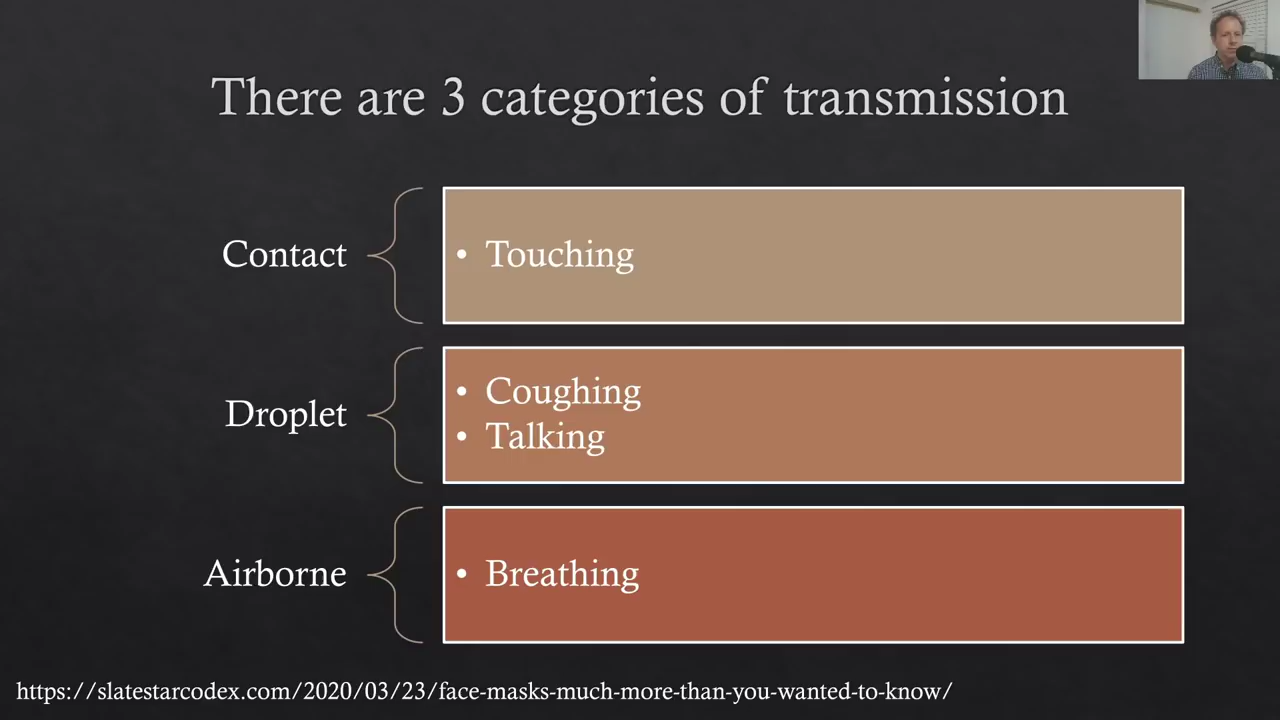 There are 3 categories of transmission
Contact
• Touching
Droplet
• Coughing
• Talking
Airborne
• Breathing
https://slatestarcodex.com/2020/03/23/face-masks-much-more-than-you-wanted-to-know/